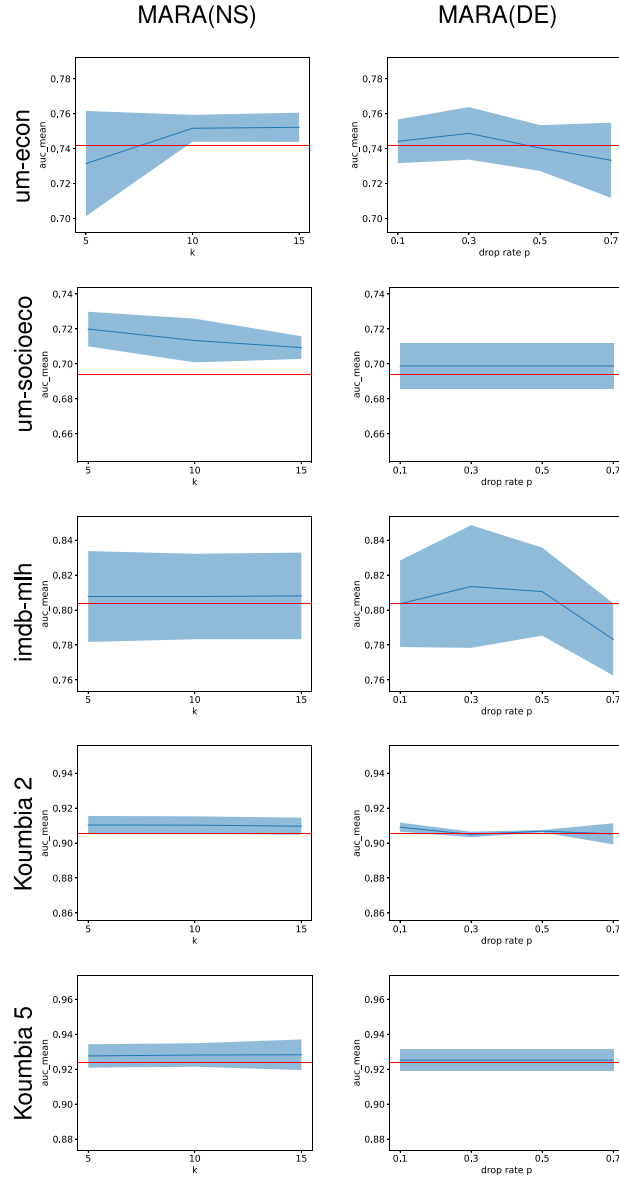 MARA(NS) MARA(DE)
um-econ
auc_mean
0.78
0.76
0.74
0.72
0.70
5 10 15
k
auc_mean
0.78
0.76
0.74
0.72
0.70
0.1 0.3 0.5 0.7
drop rate p
um-socioeco
auc_mean
0.74
0.72
0.70
0.68
0.66
5 10 15
k
auc_mean
0.74
0.72
0.70
0.68
0.66
0.1 0.3 0.5 0.7
drop rate p
imdb-mlh
auc_mean
0.84
0.82
0.80
0.78
0.76
5 10 15
k
auc_mean
0.84
0.82
0.80
0.78
0.76
0.1 0.3 0.5 0.7
drop rate p
Koumbia 2
auc_mean
0.94
0.92
0.90
0.88
0.86
5 10 15
k
auc_mean
0.94
0.92
0.90
0.88
0.86
0.1 0.3 0.5 0.7
drop rate p
Koumbia 5
auc_mean
0.96
0.94
0.92
0.90
0.88
5 10 15
k
auc_mean
0.96
0.94
0.92
0.90
0.88
0.1 0.3 0.5 0.7
drop rate p